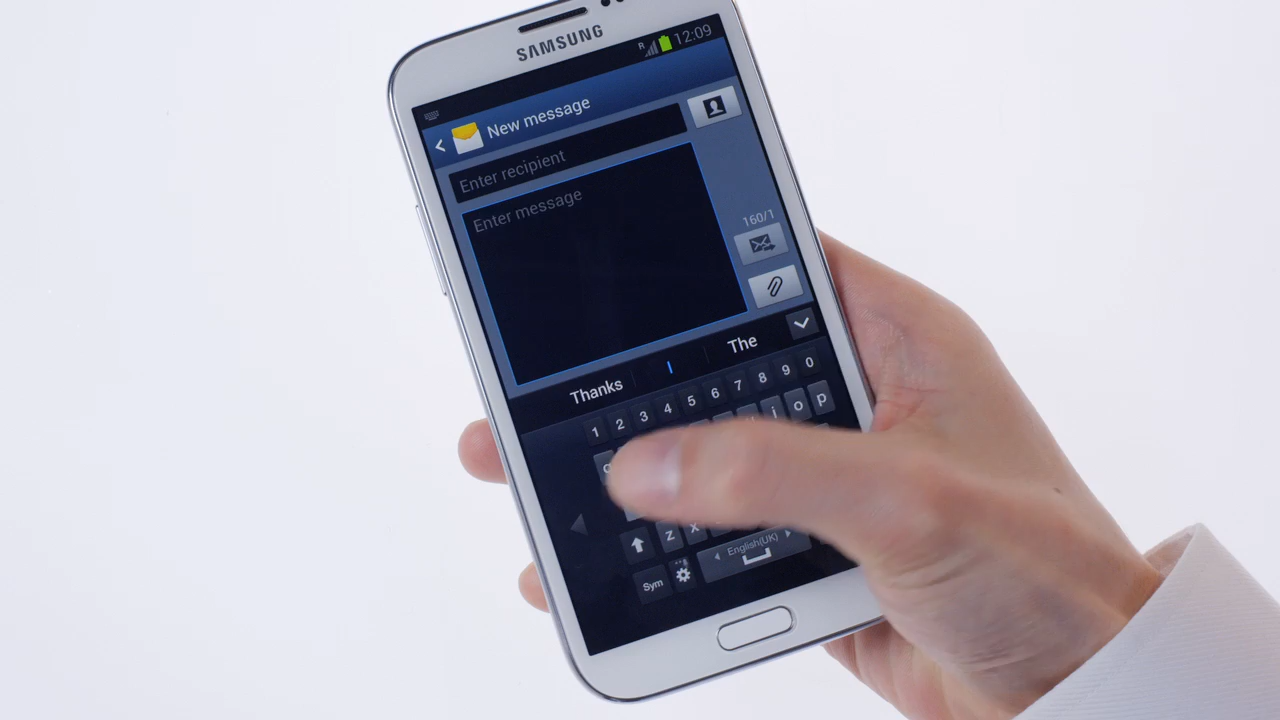 SAMSUNG
R 12:09
New message
Enter recipient
Enter message
160/1
Thanks I The
1 2 3 4 5 6 7 8 9 0
i o p
z x
English(UK)
Sym